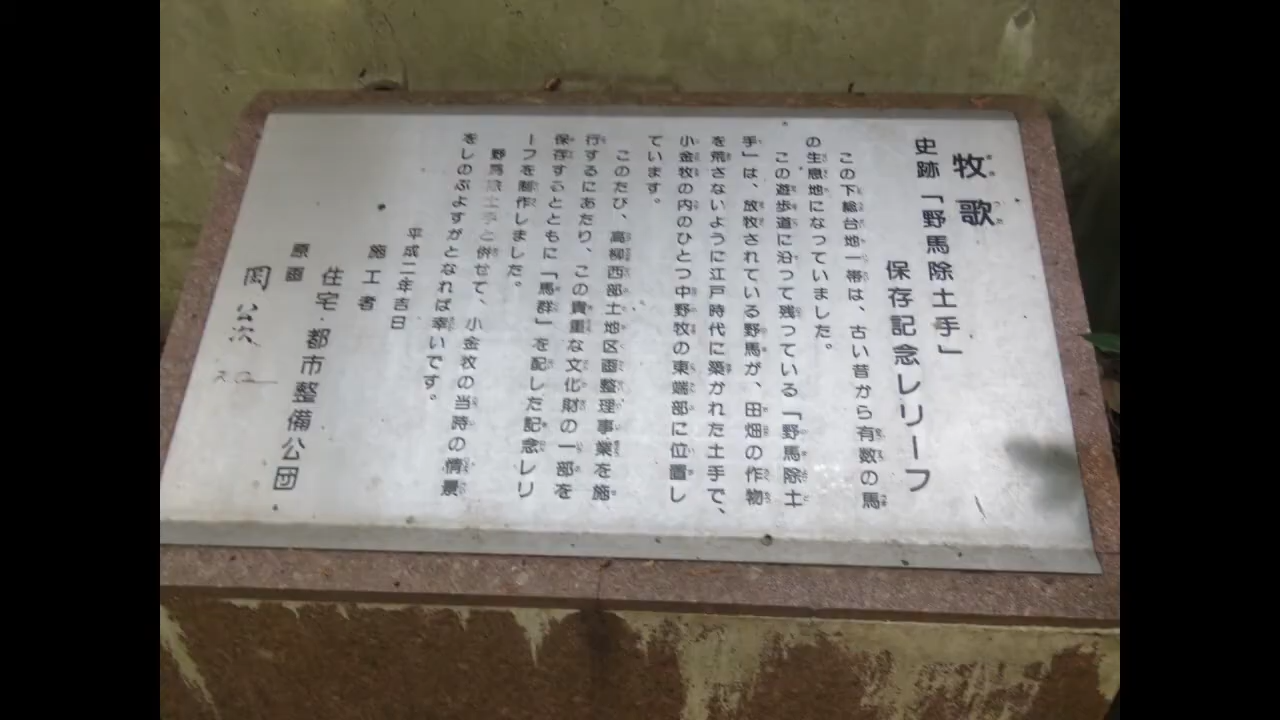 牧歌
史跡「野馬除土手」
保存記念レリーフ
この下総台地一帯は、古い昔から有数の馬
の生息地になっていました。
この遊歩道に沿って残っている「野馬除土
手」は、放牧されている野馬が、田畑の作物
を荒さないように江戸時代に築かれた土手で、
小金牧の内のひとつ中野牧の東端部に位置し
ています。
このたび、高柳西部土地区画整理事業を施
行するにあたり、この貴重な文化財の一部を
保存するとともに「馬群」を配した記念レリ
ーフを制作しました。
野馬除土手と併せて、小金牧の当時の情景
をしのぶよすがとなれば幸いです。
平成二年吉日
施工者
住宅・都市整備公団
原画
岡公次